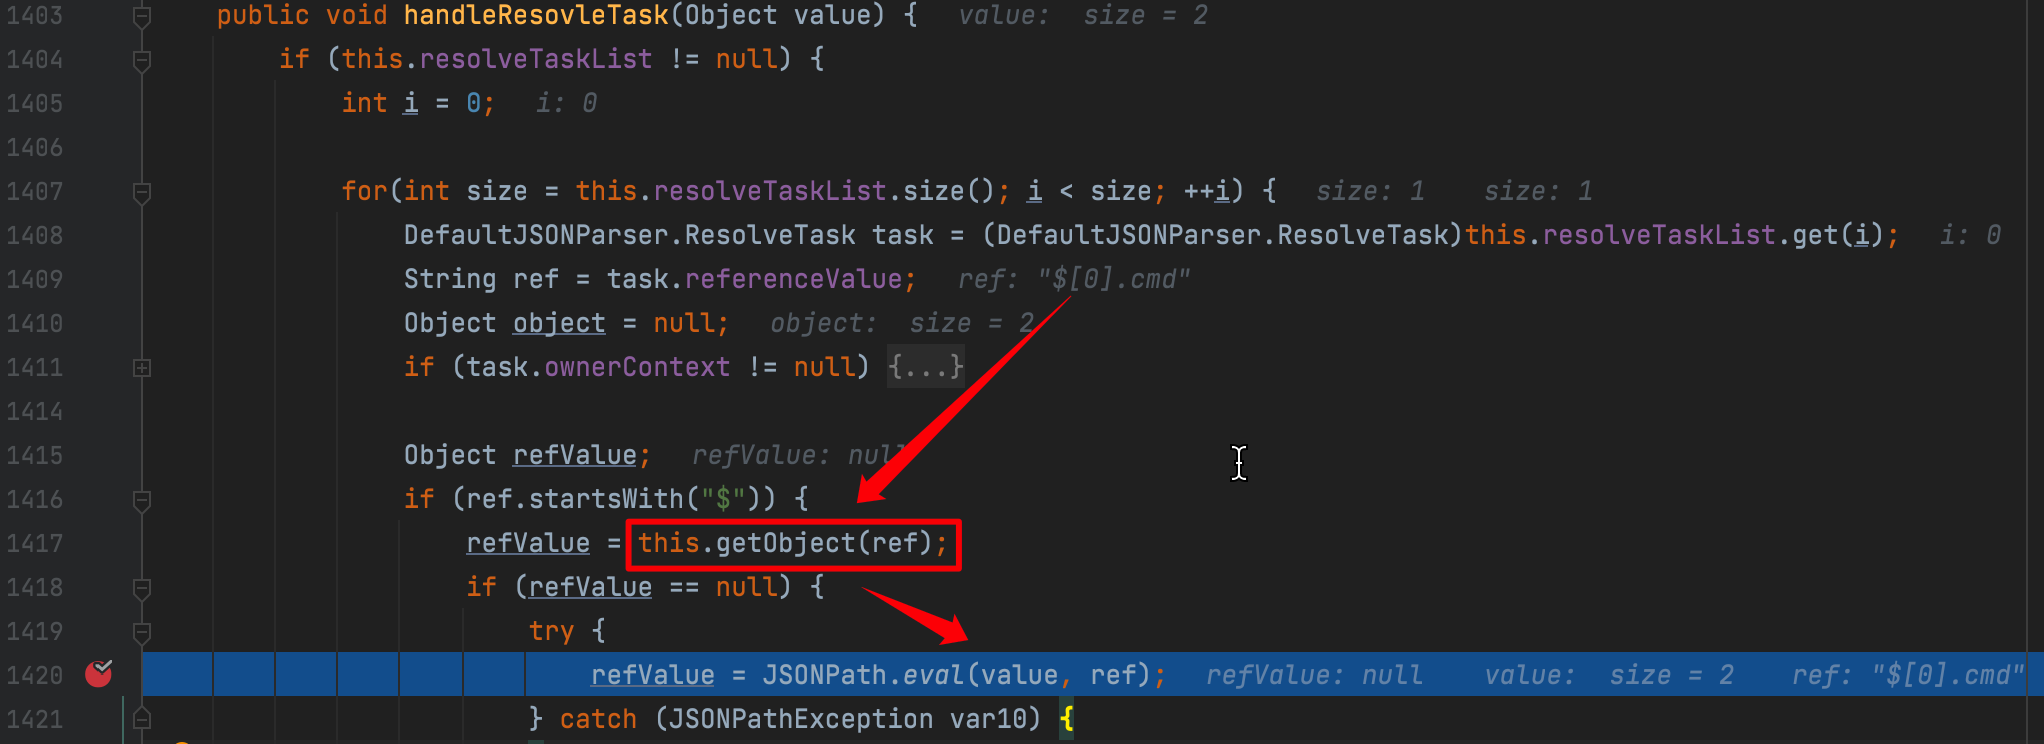 1403 public void handleResovleTask(Object value) { value: size = 2
1404 if (this.resolveTaskList != null) {
1405 int i = 0; i: 0
1406
1407 for(int size = this.resolveTaskList.size(); i < size; ++i) { size: 1 size: 1
1408 DefaultJSONParser.ResolveTask task = (DefaultJSONParser.ResolveTask)this.resolveTaskList.get(i); i: 0
1409 String ref = task.referenceValue; ref: "$[0].cmd"
1410 Object object = null; object: size = 2
1411 if (task.ownerContext != null) {...}
1414
1415 Object refValue; refValue: null
1416 if (ref.startsWith("$")) {
1417 refValue = this.getObject(ref);
1418 if (refValue == null) {
1419 try {
1420 refValue = JSONPath.eval(value, ref); refValue: null value: size = 2 ref: "$[0].cmd"
1421 } catch (JSONPathException var10) {